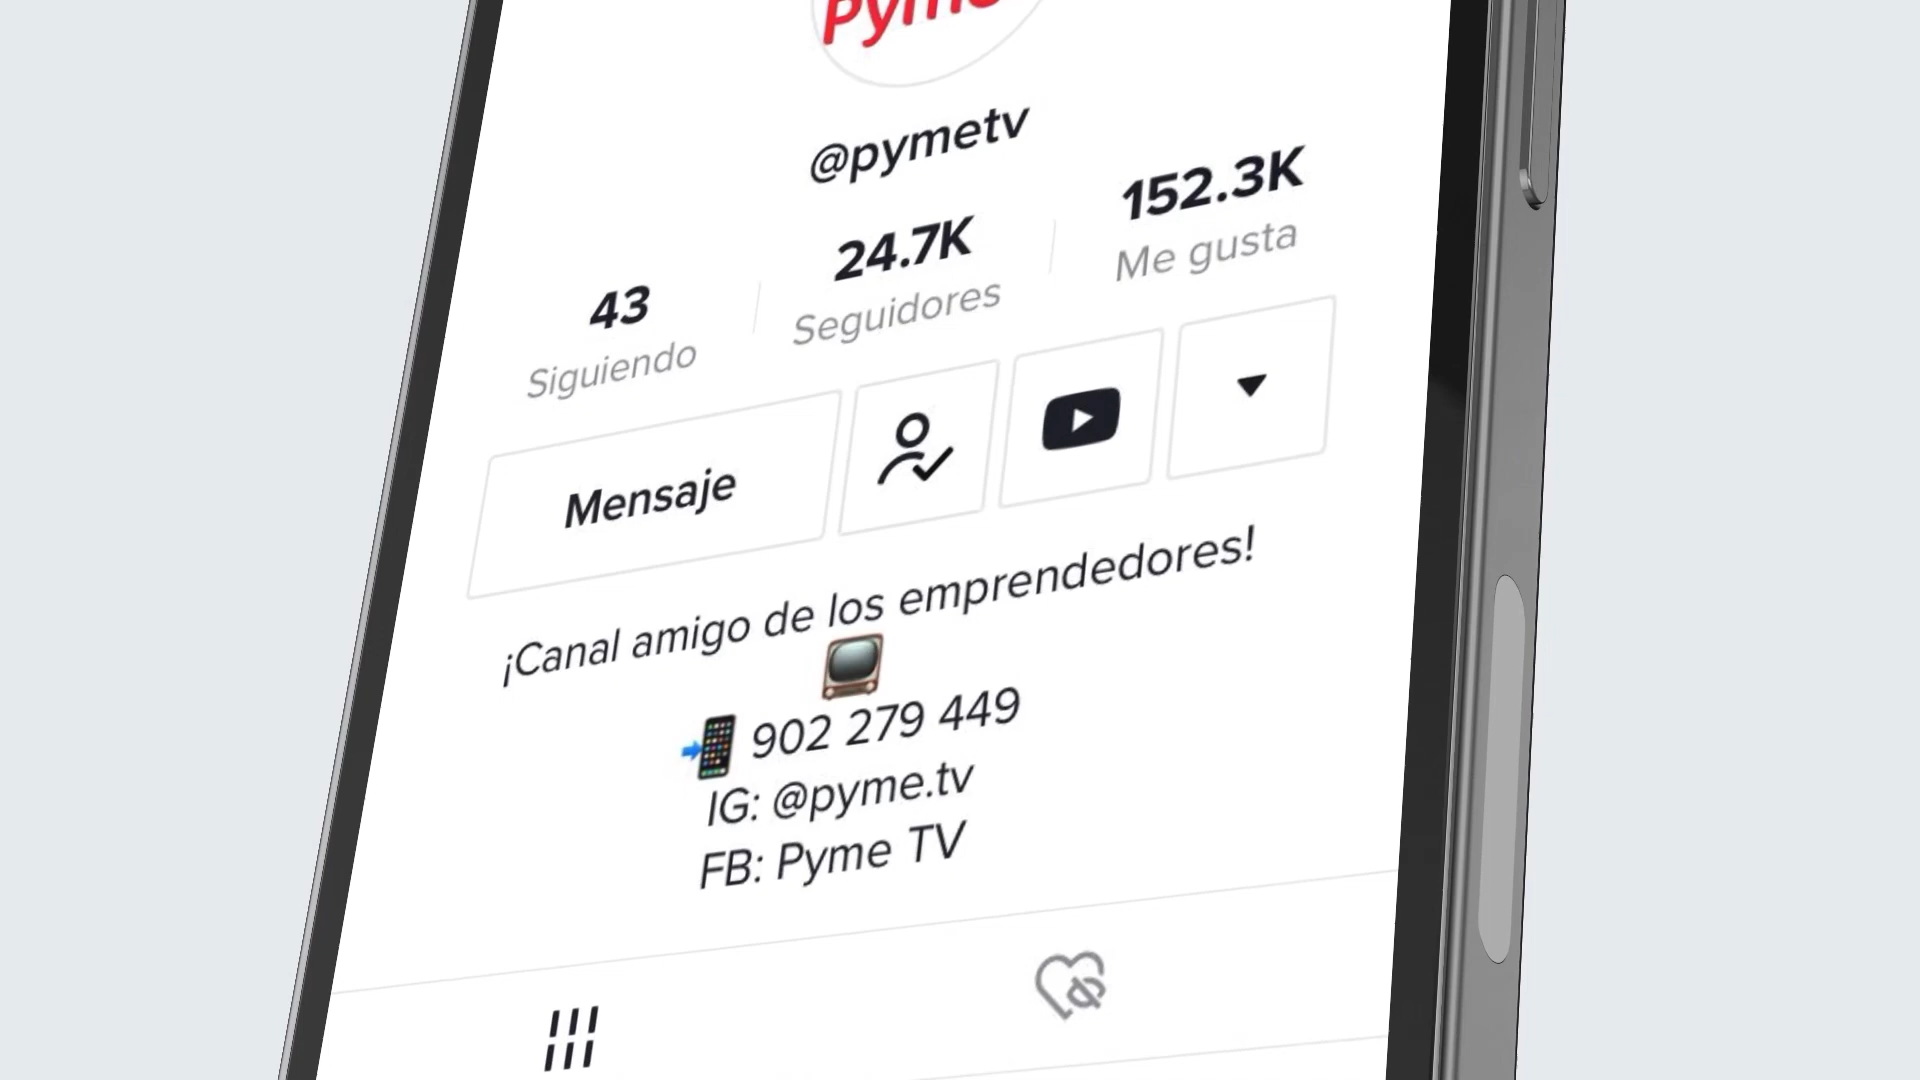 Pyme
@pymetv
43
Siguiendo
24.7K
Seguidores
152.3K
Me gusta
Mensaje
¡Canal amigo de los emprendedores!
902 279 449
IG: @pyme.tv
FB: Pyme TV